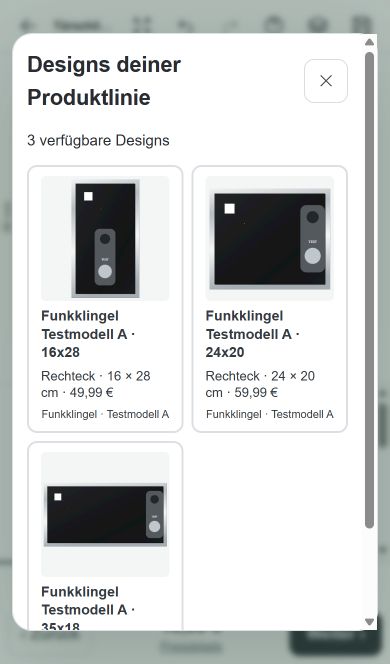 Designs deiner
Produktlinie
3 verfügbare Designs
Funkklingel
Testmodell A ·
16x28
Rechteck · 16 × 28
cm · 49,99 €
Funkklingel · Testmodell A
Funkklingel
Testmodell A ·
24x20
Rechteck · 24 × 20
cm · 59,99 €
Funkklingel · Testmodell A
Funkklingel
Testmodell A ·
35x18